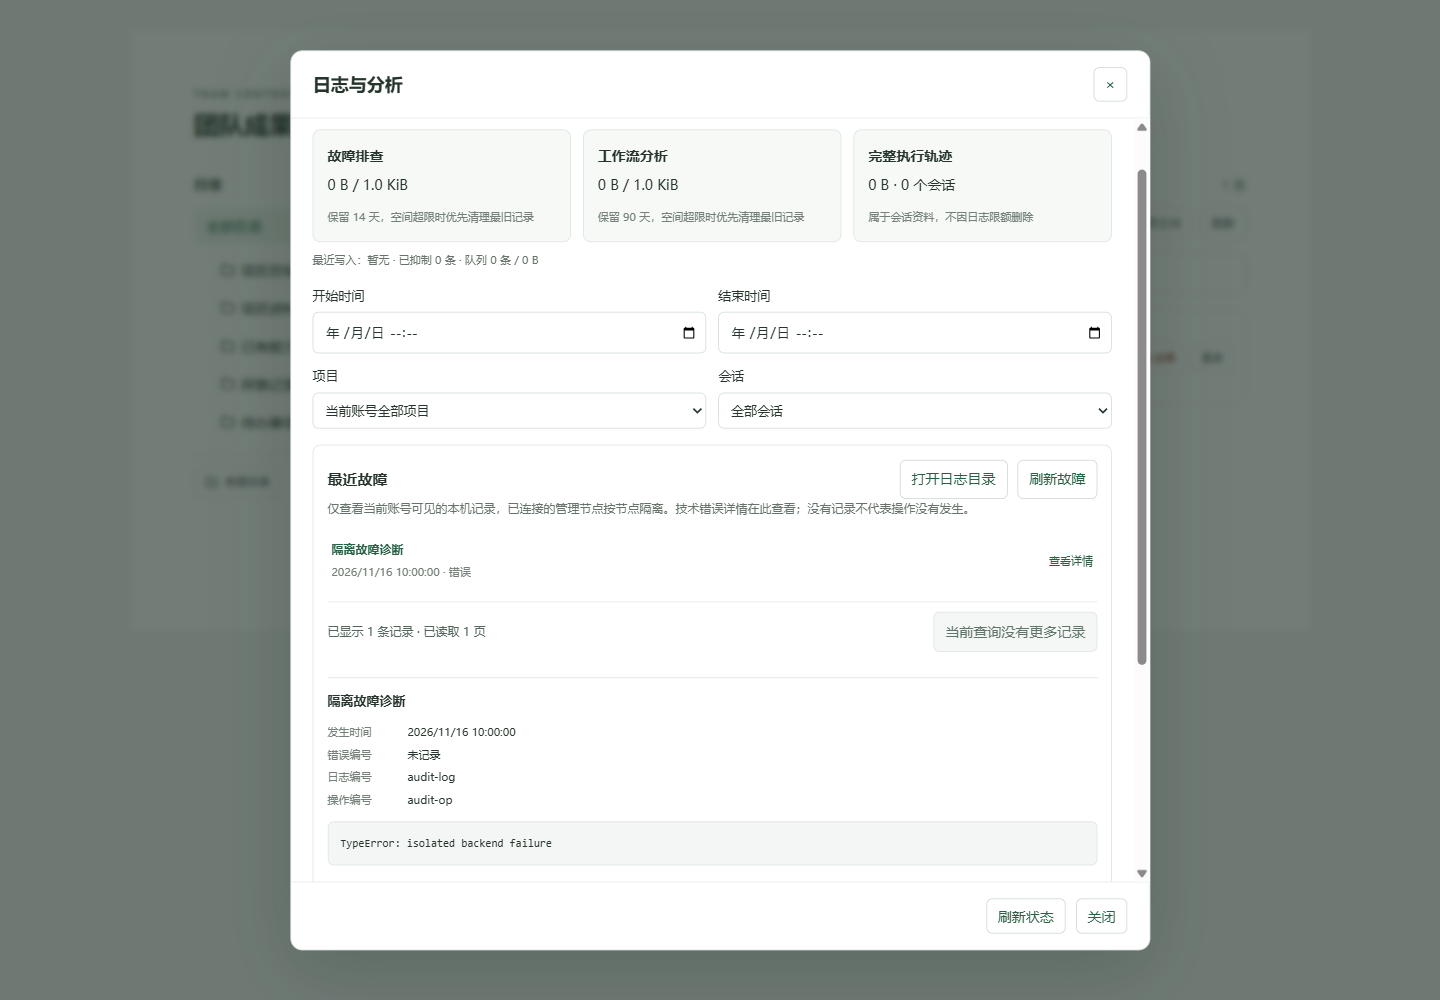 日志与分析
×
故障排查
0 B / 1.0 KiB
保留 14 天，空间超限时优先清理最旧记录
工作流分析
0 B / 1.0 KiB
保留 90 天，空间超限时优先清理最旧记录
完整执行轨迹
0 B · 0 个会话
属于会话资料，不因日志限额删除
最近写入：暂无 · 已抑制 0 条 · 队列 0 条 / 0 B
开始时间
结束时间
年 /月/日 --:--
年 /月/日 --:--
项目
会话
当前账号全部项目
全部会话
最近故障
打开日志目录
刷新故障
仅查看当前账号可见的本机记录，已连接的管理节点按节点隔离。技术错误详情在此查看；没有记录不代表操作没有发生。
隔离故障诊断
2026/11/16 10:00:00 · 错误
查看详情
已显示 1 条记录 · 已读取 1 页
当前查询没有更多记录
隔离故障诊断
发生时间 2026/11/16 10:00:00
错误编号 未记录
日志编号 audit-log
操作编号 audit-op
TypeError: isolated backend failure
刷新状态
关闭
团队成果